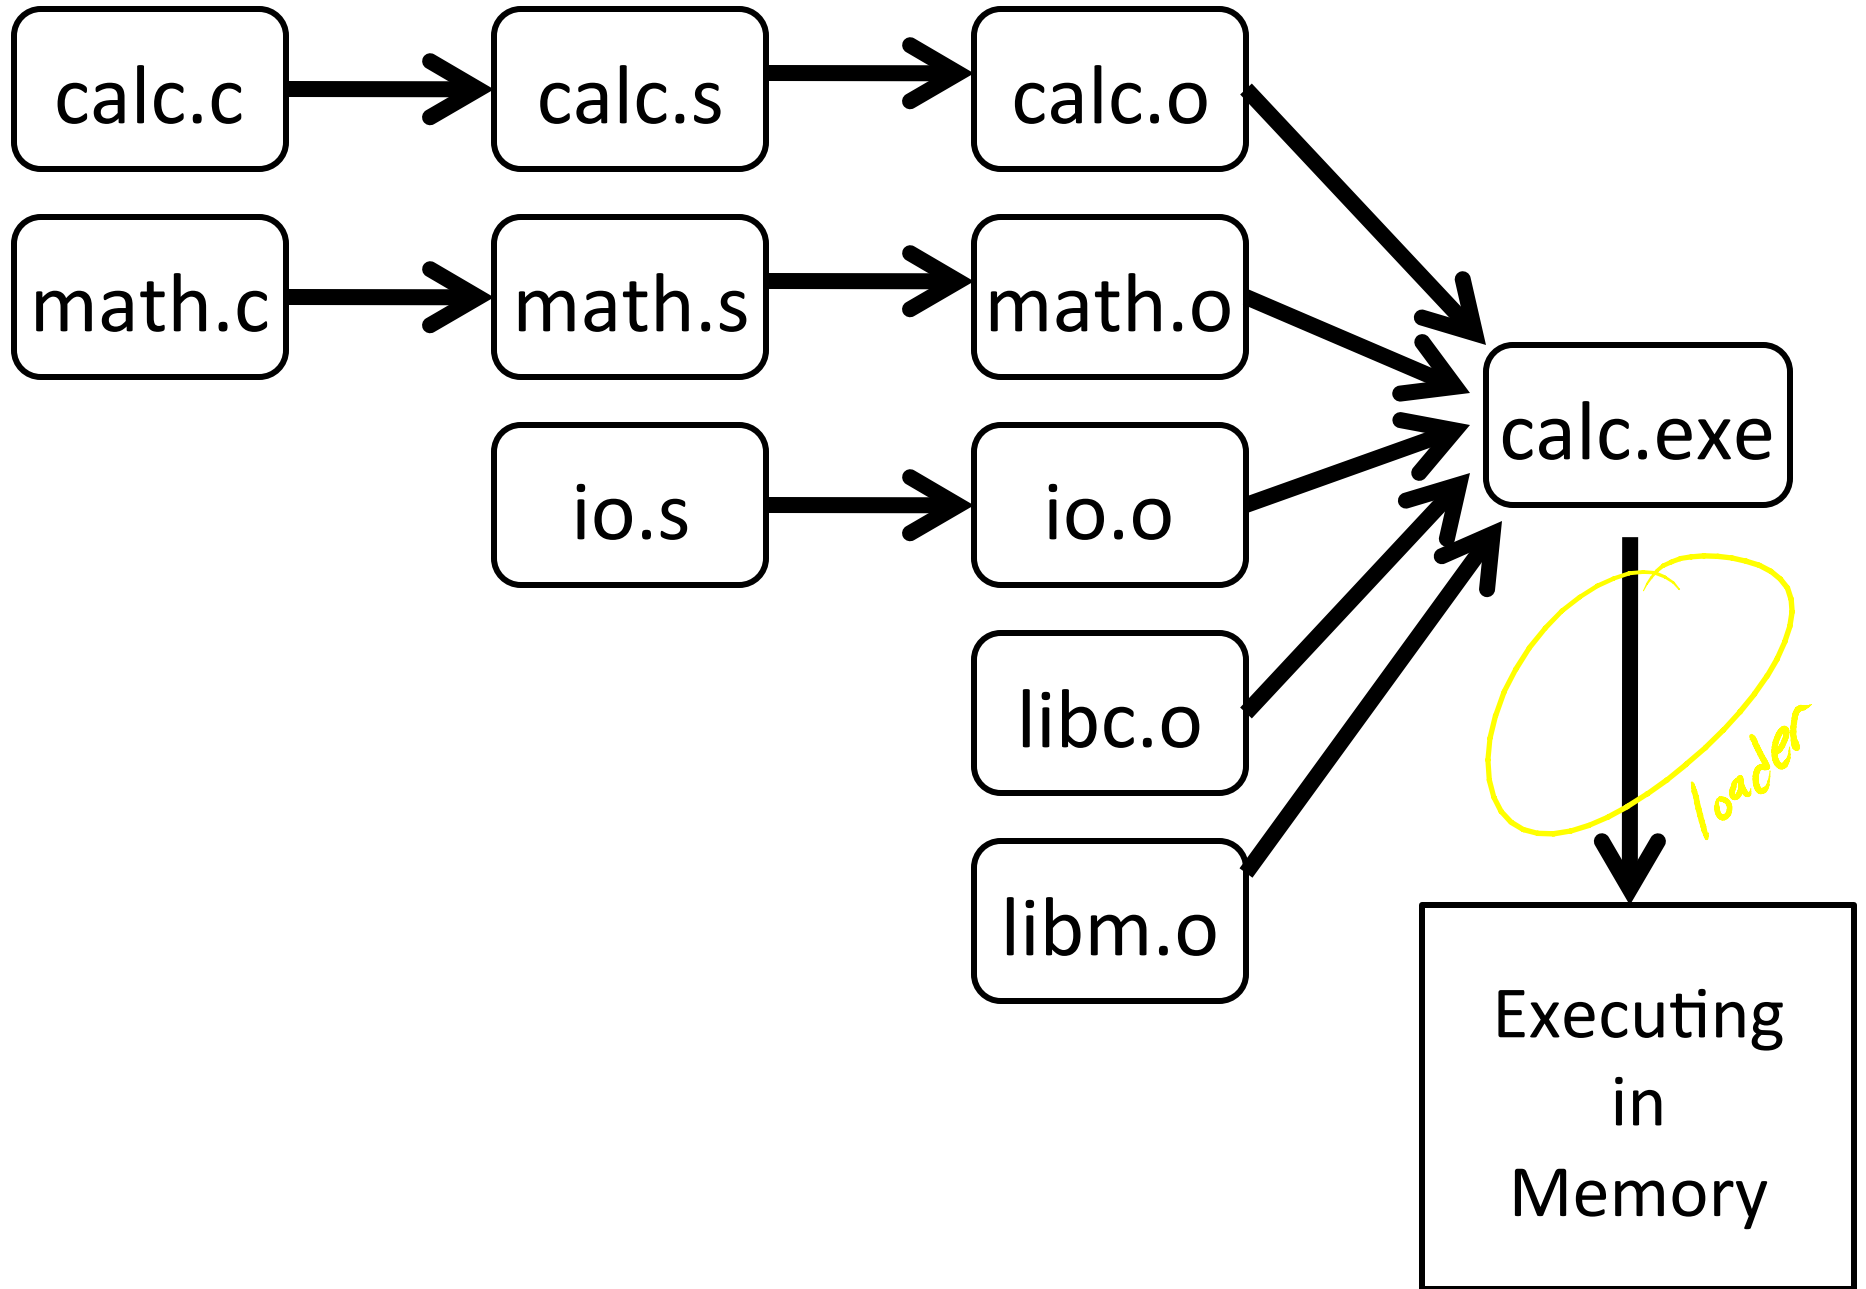 calc.c
calc.s
calc.o
math.c
math.s
math.o
calc.exe
io.s
io.o
libc.o
loader
libm.o
Executing
in
Memory